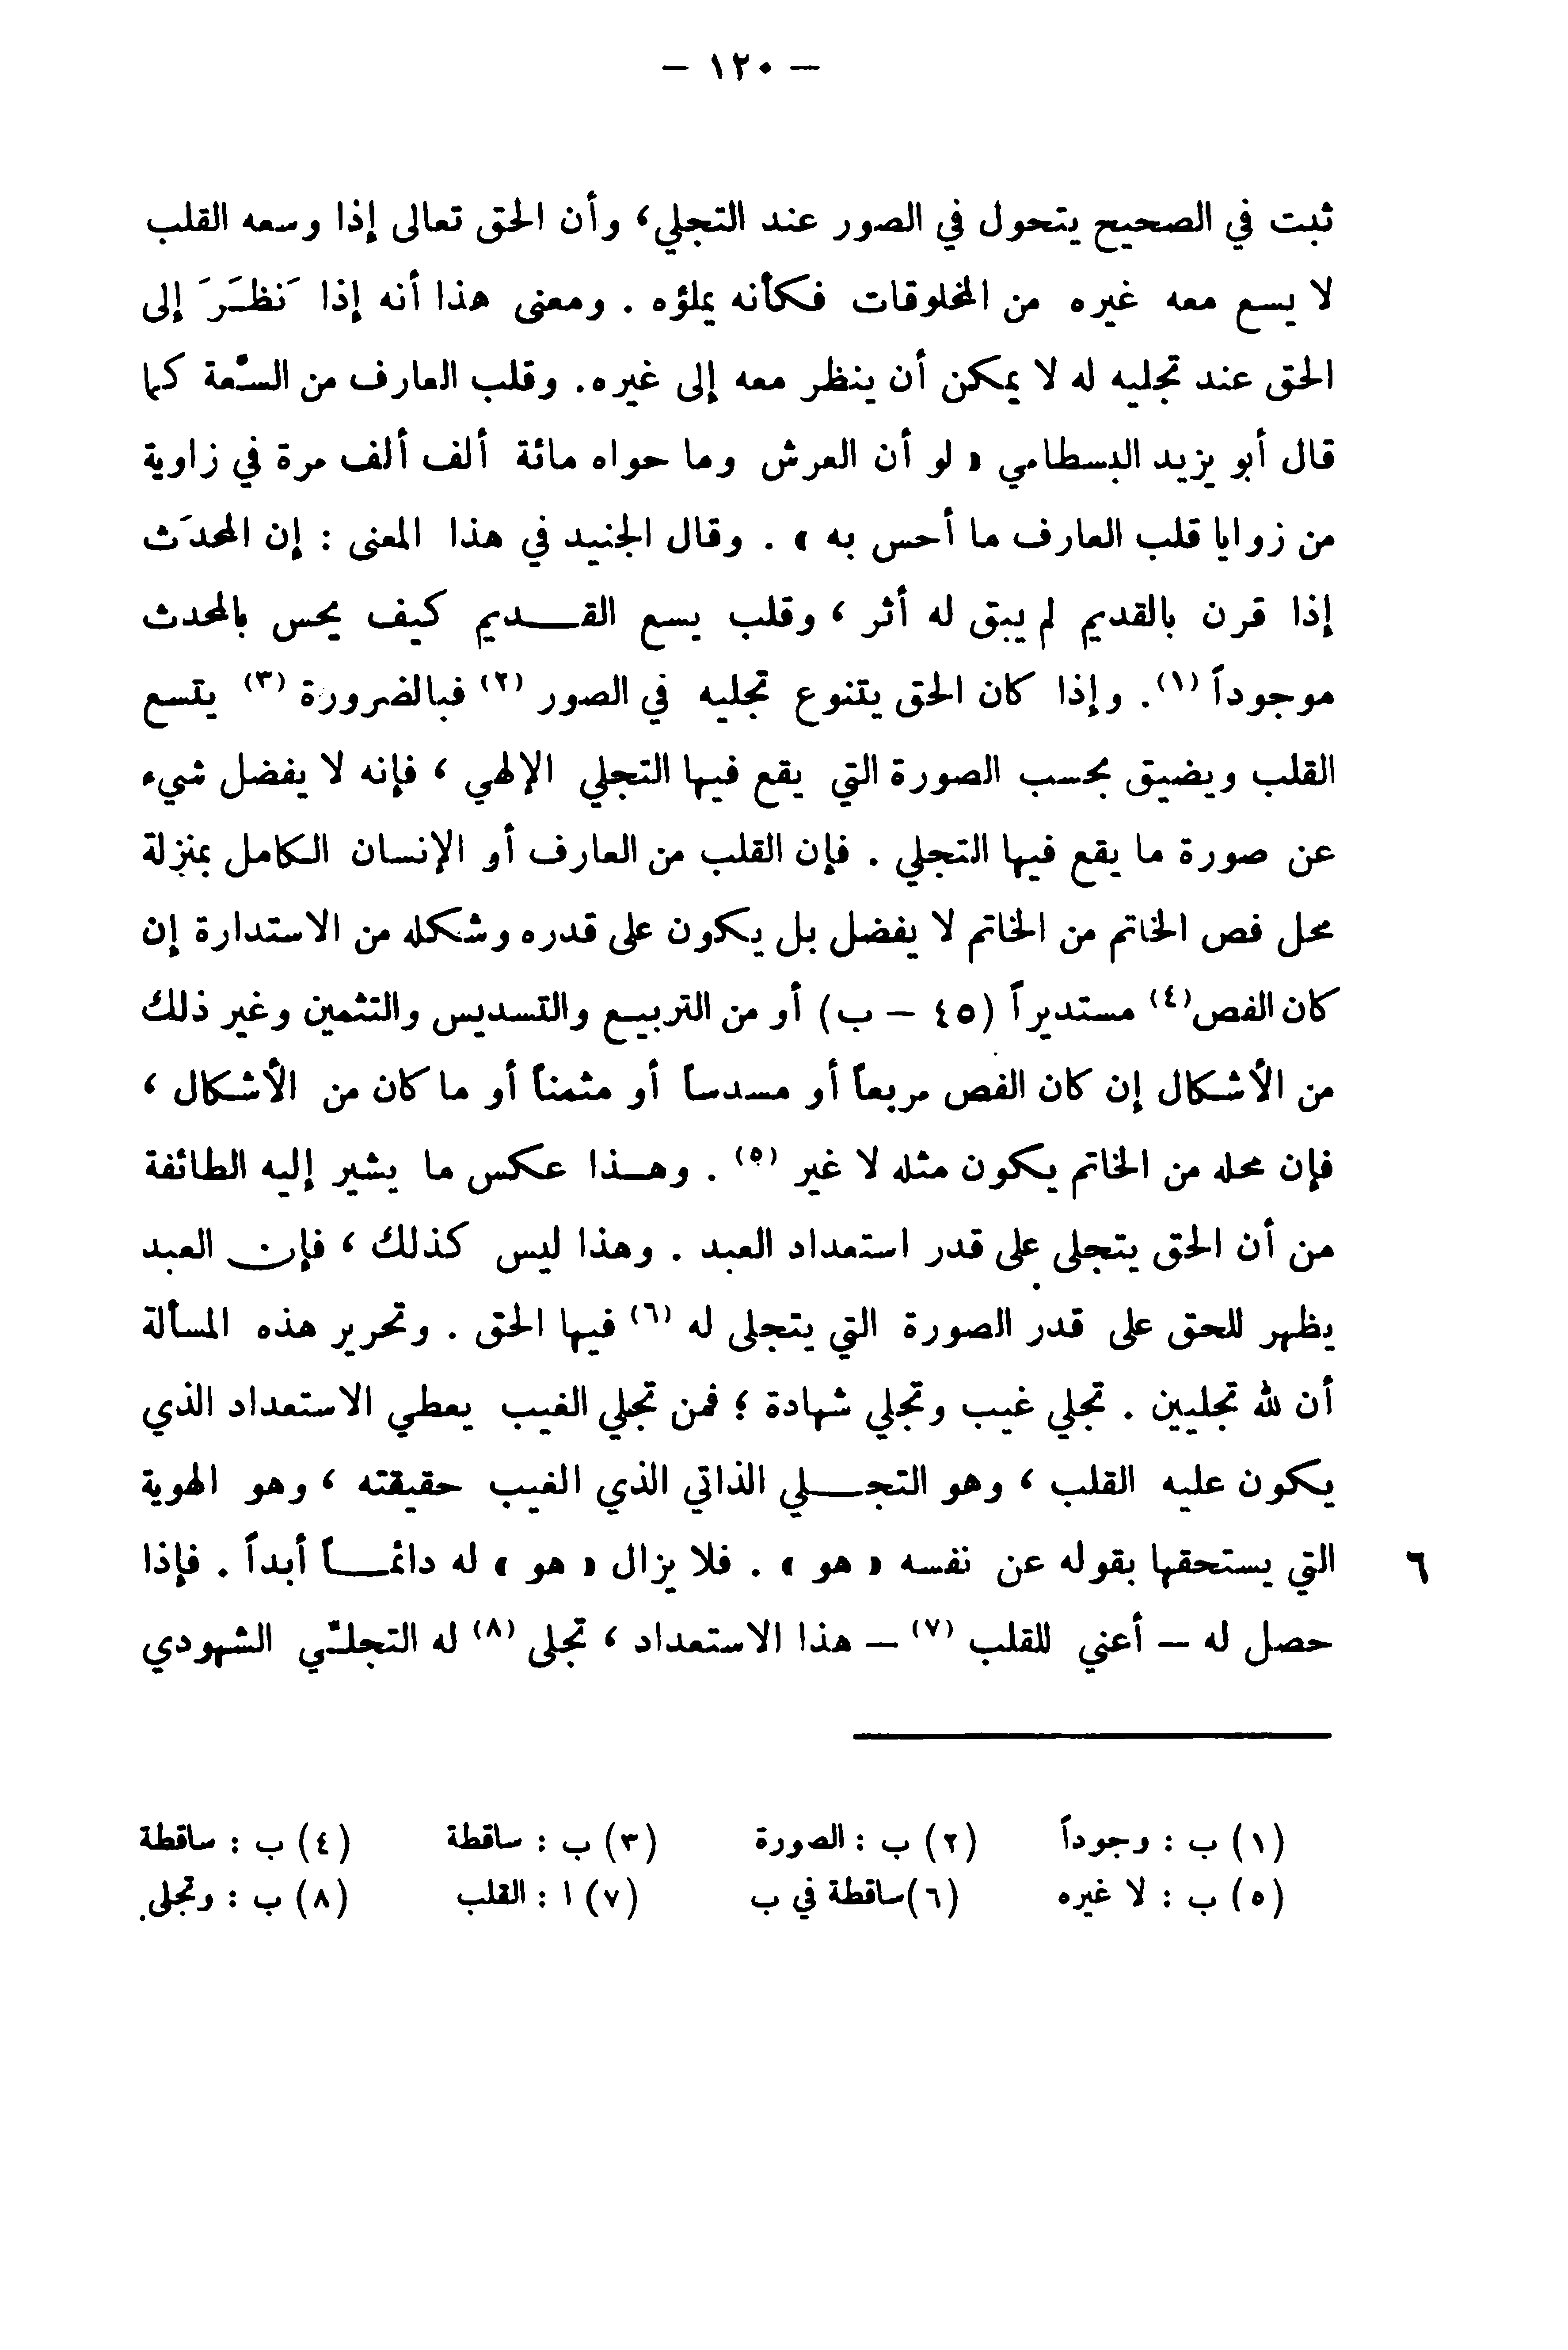 — ١٢٠ —
ثبت في الصحيح يتحول في الصور عند التجلي، وأن الحق تعالى إذا وسعه القلب
لا يسع معه غيره من المخلوقات فكأنه يملؤه . ومعنى هذا أنه إذا نَظَرَ إلى
الحق عند تجليه له لا يمكن أن ينظر معه إلى غيره. وقلب العارف من السَّعة كما
قال أبو يزيد البسطامي « لو أن العرش وما حواه مائة ألف ألف مرة في زاوية
من زوايا قلب العارف ما أحس به » . وقال الجنيد في هذا المعنى : إن المحدَث
إذا قرن بالقديم لم يبق له أثر ، وقلب يسع القـديم كيف يحس بالمحدث
موجوداً (١). وإذا كان الحق يتنوع تجليه في الصور (٢) فبالضرورة (٣) يتسع
القلب ويضيق بحسب الصورة التي يقع فيها التجلي الإلهي ، فإنه لا يفضل شيء
عن صورة ما يقع فيها التجلي . فإن القلب من العارف أو الإنسان الكامل بمنزلة
محل فص الخاتم من الخاتم لا يفضل بل يكون على قدره وشكله من الاستدارة إن
كان الفص(٤) مستديراً (٤٥ — ب) أو من التربيع والتسديس والتثمين وغير ذلك
من الأشكال إن كان الفص مربعاً أو مسدساً أو مثمناً أو ما كان من الأشكال ،
فإن محله من الخاتم يكون مثله لا غير (٥) . وهـذا عكس ما يشير إليه الطائفة
من أن الحق يتجلى على قدر استعداد العبد . وهذا ليس كذلك ، فإن العبد
يظهر للحق على قدر الصورة التي يتجلى له (٦) فيها الحق . وتحرير هذه المسألة
أن لله تجليين . تجلي غيب وتجلي شهادة ؛ فمن تجلي الغيب يعطي الاستعداد الذي
يكون عليه القلب ، وهو التجـلي الذاتي الذي الغيب حقيقته ، وهو الهوية
التي يستحقها بقوله عن نفسه « هو » . فلا يزال « هو » له دائمـاً أبداً . فإذا ٦
حصل له — أعني للقلب (٧) — هذا الاستعداد ، تجلى (٨) له التجلـّي الشهودي
(١) ب : وجوداً (٢) ب : الصورة (٣) ب : ساقطة (٤) ب : ساقطة
(٥) ب : لا غيره (٦) ساقطة في ب (٧) ا : القلب (٨) ب : وتجلى.